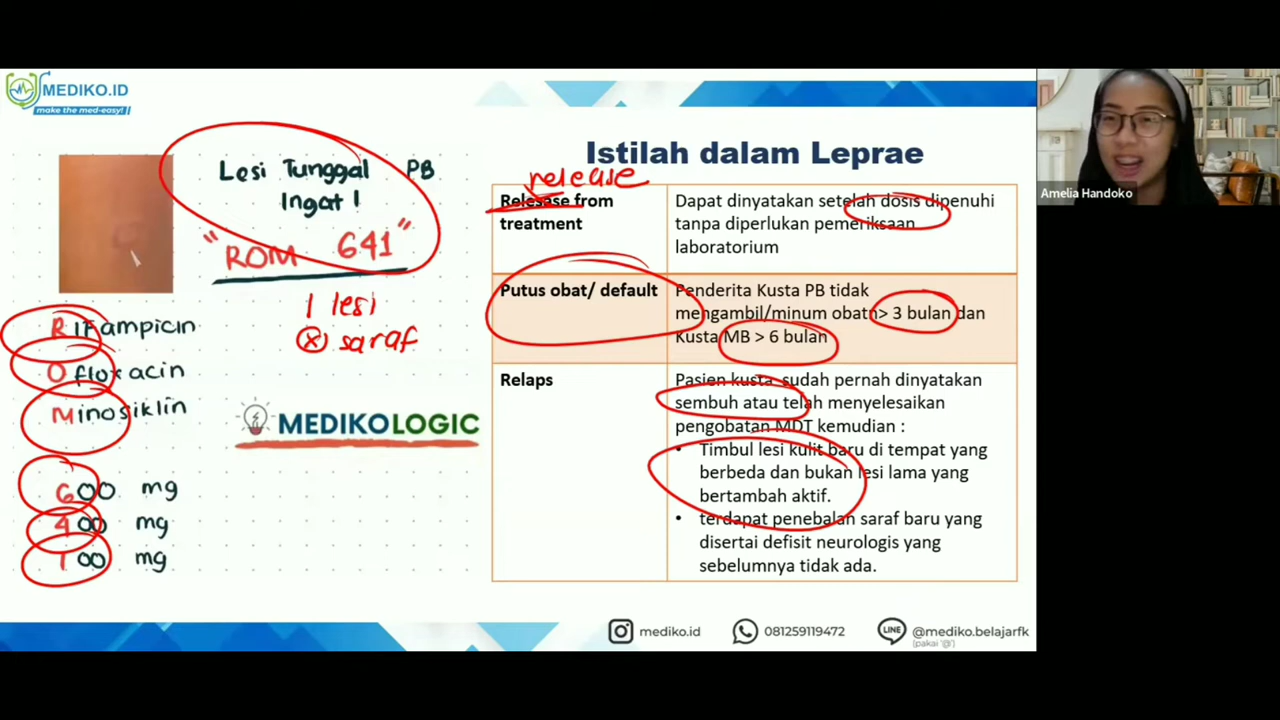 MEDIKO.ID
make the med-easy!
Lesi Tunggal PB
Ingat !
"ROM 641"
1 lesi
ⓧ saraf
Rifampicin
Ofloxacin
Minosiklin
600 mg
400 mg
100 mg
MEDIKOLOGIC
Istilah dalam Leprae
release
Relesase from
treatment
Dapat dinyatakan setelah dosis dipenuhi
tanpa diperlukan pemeriksaan
laboratorium
Putus obat/ default
Penderita Kusta PB tidak
mengambil/minum obatn> 3 bulan dan
Kusta MB > 6 bulan
Relaps
Pasien kusta sudah pernah dinyatakan
sembuh atau telah menyelesaikan
pengobatan MDT kemudian :
• Timbul lesi kulit baru di tempat yang
berbeda dan bukan lesi lama yang
bertambah aktif.
• terdapat penebalan saraf baru yang
disertai defisit neurologis yang
sebelumnya tidak ada.
mediko.id
081259119472
LINE
@mediko.belajarfk
(pakai '@')
Amelia Handoko